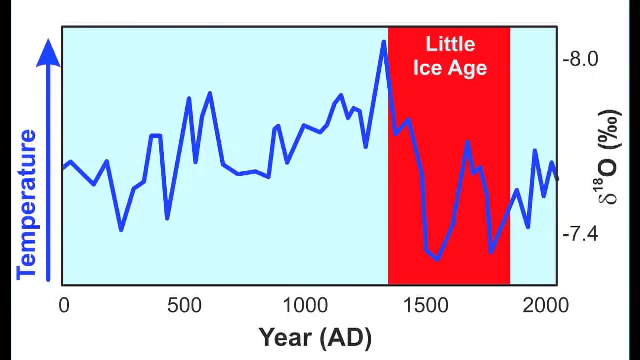 Little
Ice Age
Temperature
-8.0
-7.4
δ¹⁸O (‰)
0
500
1000
1500
2000
Year (AD)